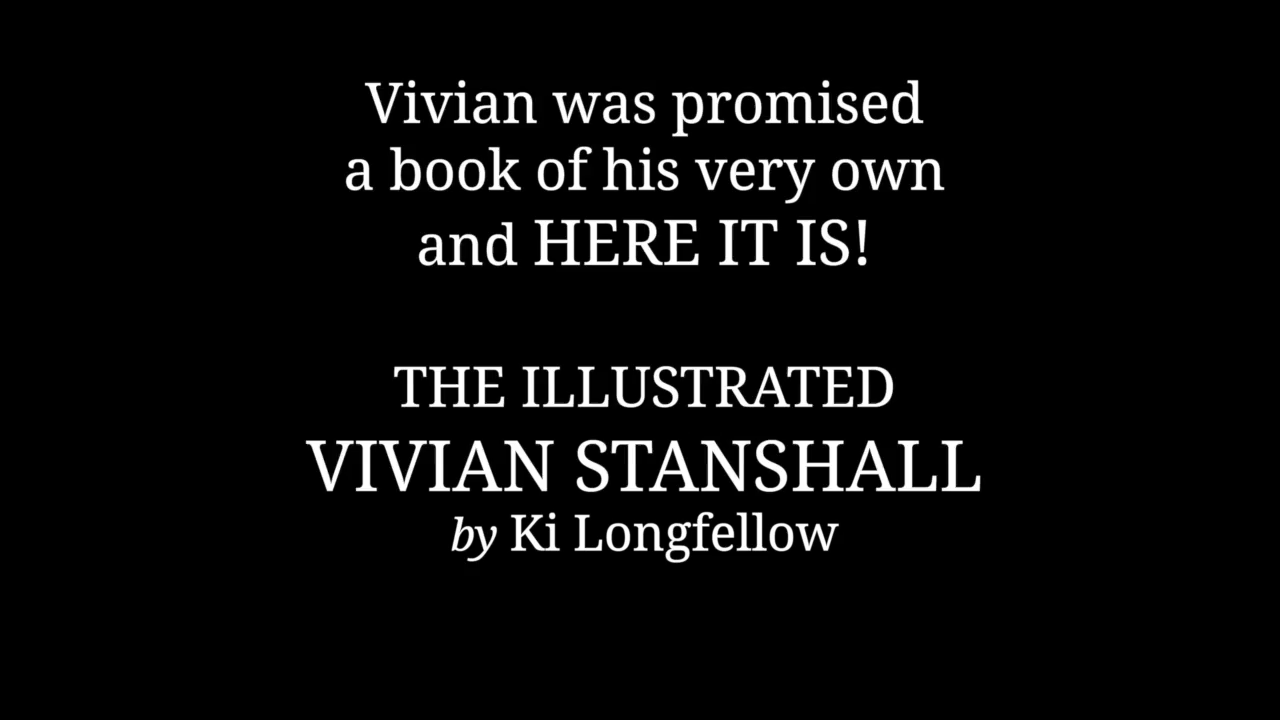 Vivian was promised
a book of his very own
and HERE IT IS!
THE ILLUSTRATED
VIVIAN STANSHALL
by Ki Longfellow